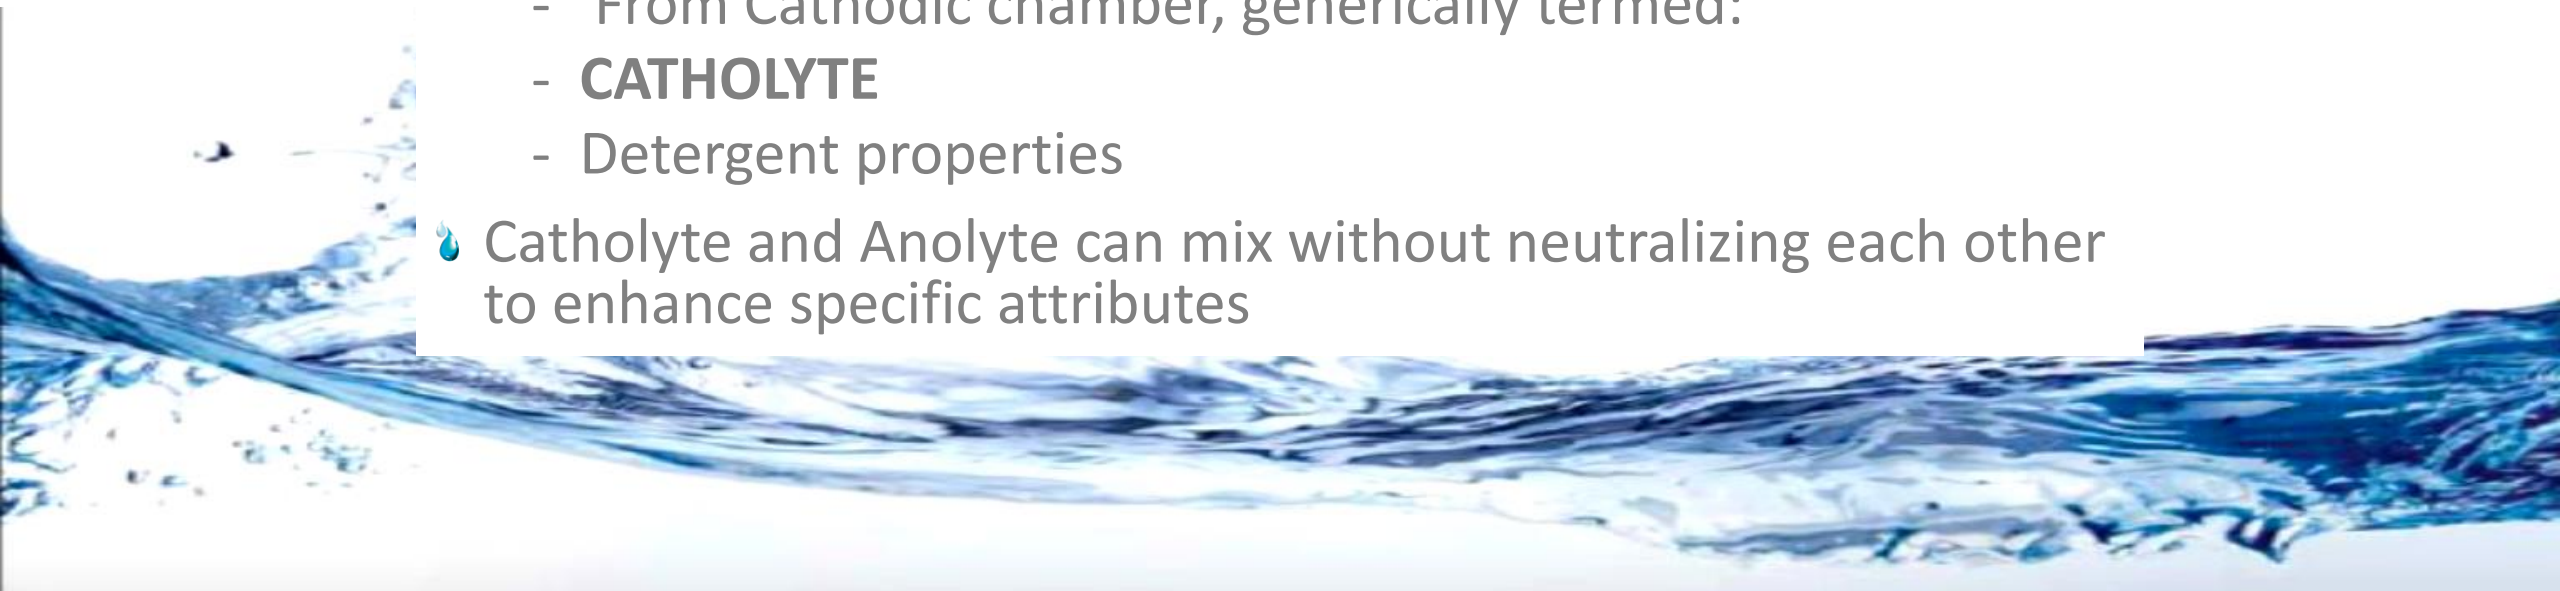 - From Cathodic chamber, generically termed:
- CATHOLYTE
- Detergent properties
Catholyte and Anolyte can mix without neutralizing each other
to enhance specific attributes